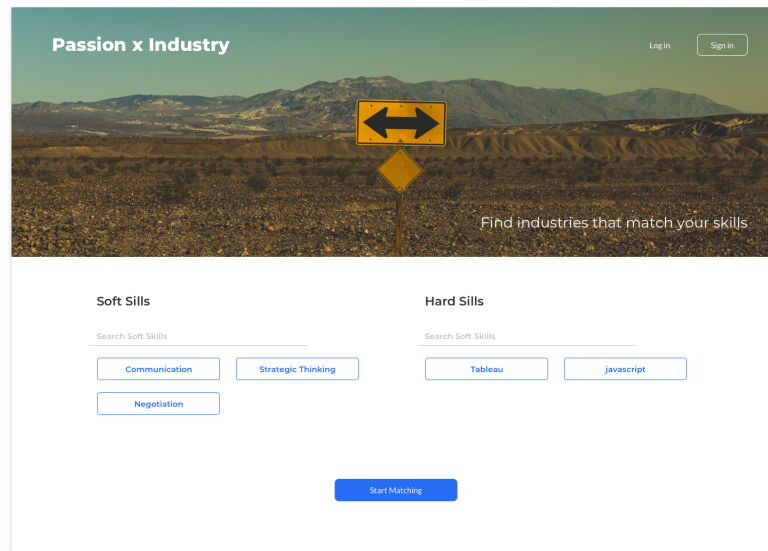 Passion x Industry
Log in
Sign in
Find industries that match your skills
Soft Sills
Hard Sills
Search Soft Skills
Search Soft Skills
Communication
Strategic Thinking
Tableau
javascript
Negotiation
Start Matching